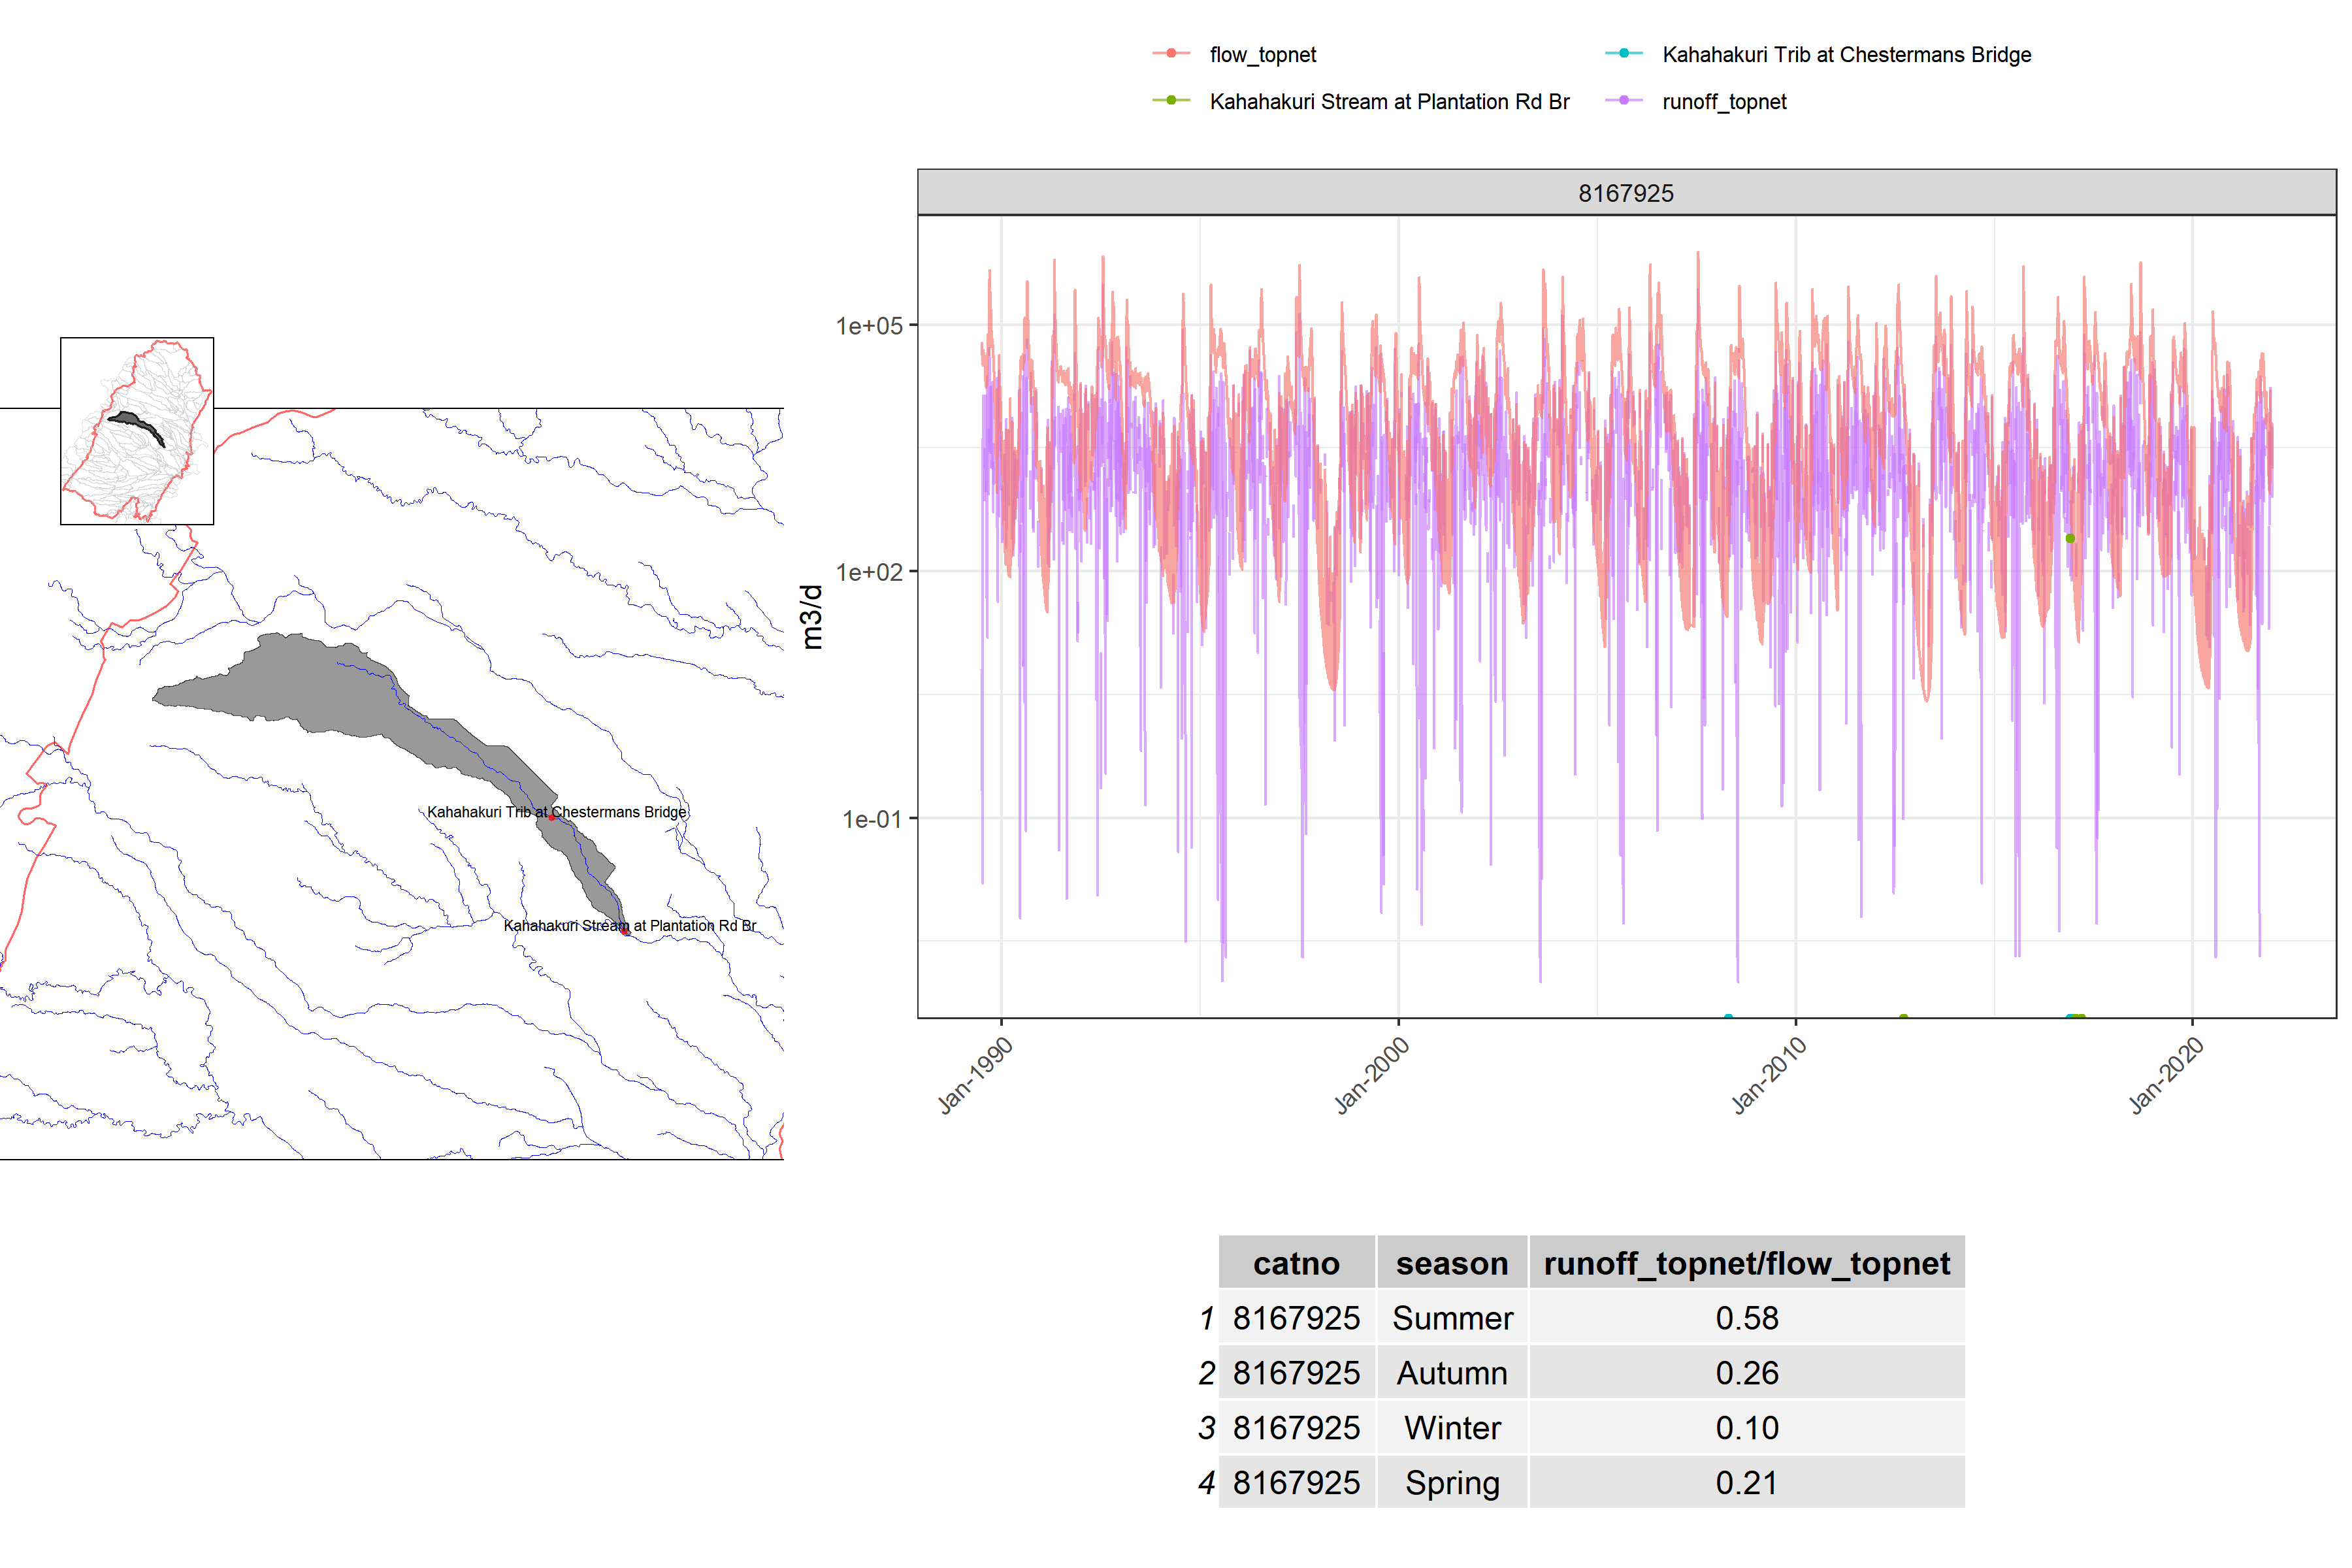 flow_topnet
Kahahakuri Trib at Chestermans Bridge
Kahahakuri Stream at Plantation Rd Br
runoff_topnet
8167925
1e+05
1e+02
1e-01
m3/d
Jan-1990
Jan-2000
Jan-2010
Jan-2020
Kahahakuri Trib at Chestermans Bridge
Kahahakuri Stream at Plantation Rd Br
catno season runoff_topnet/flow_topnet
1 8167925 Summer 0.58
2 8167925 Autumn 0.26
3 8167925 Winter 0.10
4 8167925 Spring 0.21